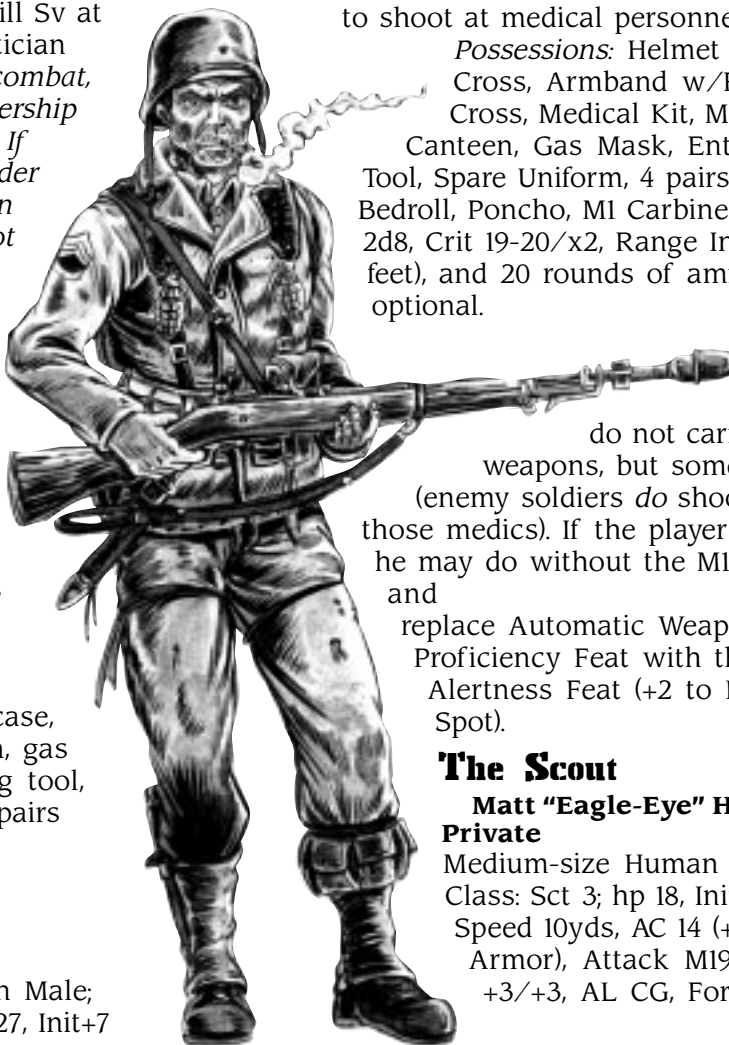 ill Sv at
tician
combat,
ership
If
der
n
ot
case,
gas
g tool,
pairs
n Male;
27, Init+7
to shoot at medical personne
Possessions: Helmet
Cross, Armband w/
Cross, Medical Kit, M
Canteen, Gas Mask, Ent
Tool, Spare Uniform, 4 pairs
Bedroll, Poncho, M1 Carbine
2d8, Crit 19-20/x2, Range In
feet), and 20 rounds of am
optional.
do not car
weapons, but som
(enemy soldiers do shoo
those medics). If the player
he may do without the M1
and
replace Automatic Weap
Proficiency Feat with th
Alertness Feat (+2 to
Spot).
The Scout
Matt “Eagle-Eye” H
Private
Medium-size Human
Class: Sct 3; hp 18, Init
Speed 10yds, AC 14 (+
Armor), Attack M19
+3/+3, AL CG, For